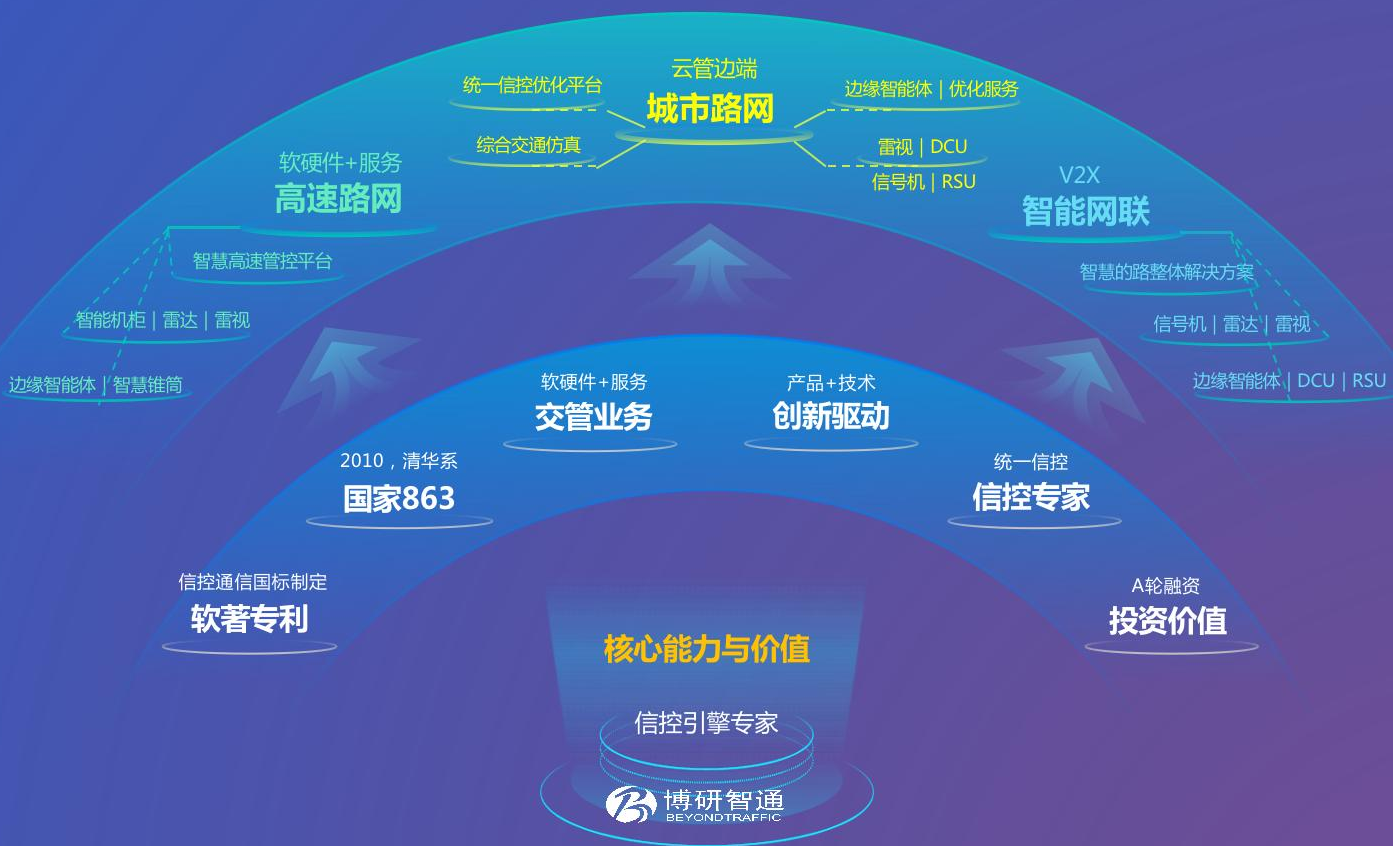 云管边端
城市路网
统一信控优化平台
综合交通仿真
边缘智能体 | 优化服务
雷视 | DCU
信号机 | RSU
软硬件+服务
高速路网
智慧高速管控平台
智能机柜 | 雷达 | 雷视
边缘智能体 | 智慧锥筒
V2X
智能网联
智慧的路整体解决方案
信号机 | 雷达 | 雷视
边缘智能体 | DCU | RSU
信控通信国标制定
软著专利
2010，清华系
国家863
软硬件+服务
交管业务
产品+技术
创新驱动
统一信控
信控专家
A轮融资
投资价值
核心能力与价值
信控引擎专家
博研智通
BEYONDTRAFFIC